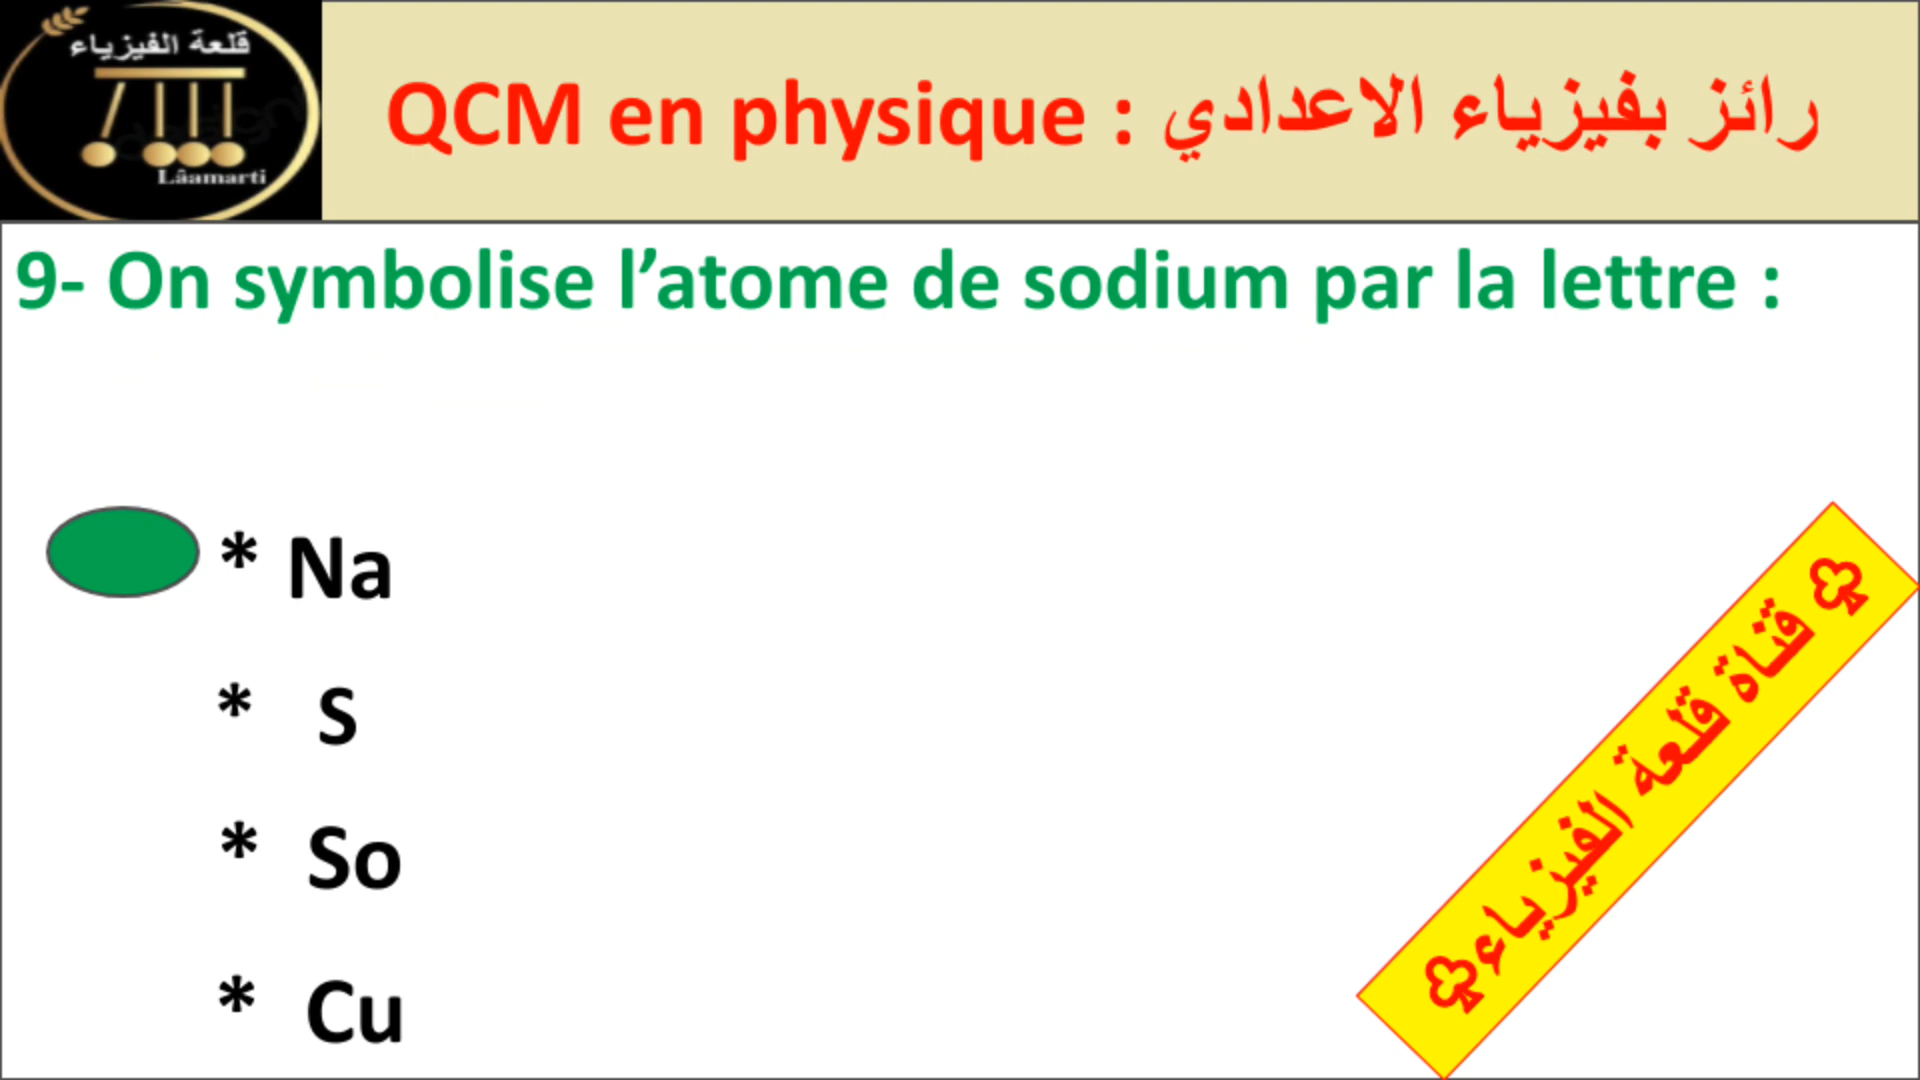 قلعة الفيزياء
Lâamarti
QCM en physique : رائز بفيزياء الاعدادي
9- On symbolise l’atome de sodium par la lettre :
* Na
* S
* So
* Cu
♧ قناة قلعة الفيزياء♧